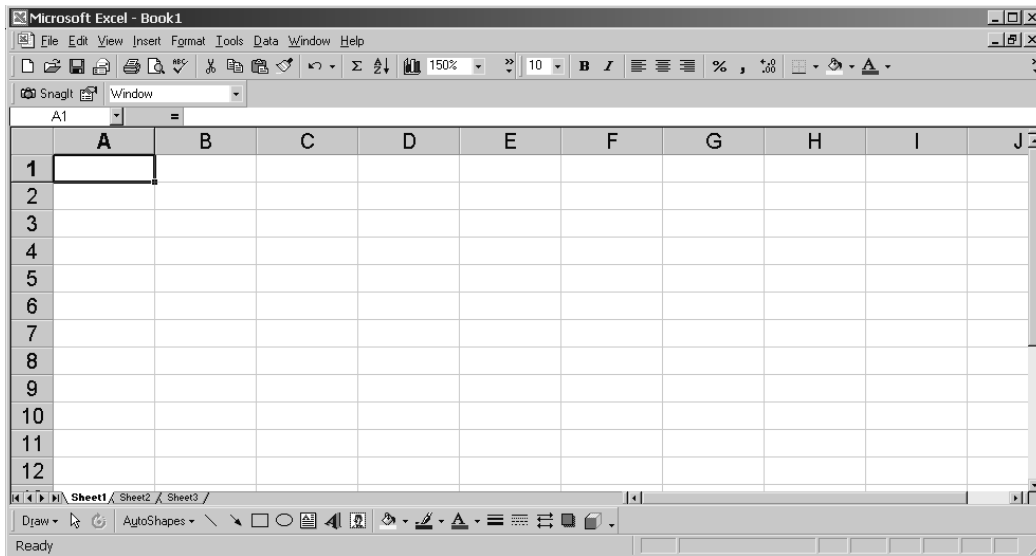 Microsoft Excel - Book1
File Edit View Insert Format Tools Data Window Help
150% 10 B I % ,
SnagIt Window
A1 =
A B C D E F G H I J
1
2
3
4
5
6
7
8
9
10
11
12
Sheet1 Sheet2 Sheet3
Draw AutoShapes
Ready